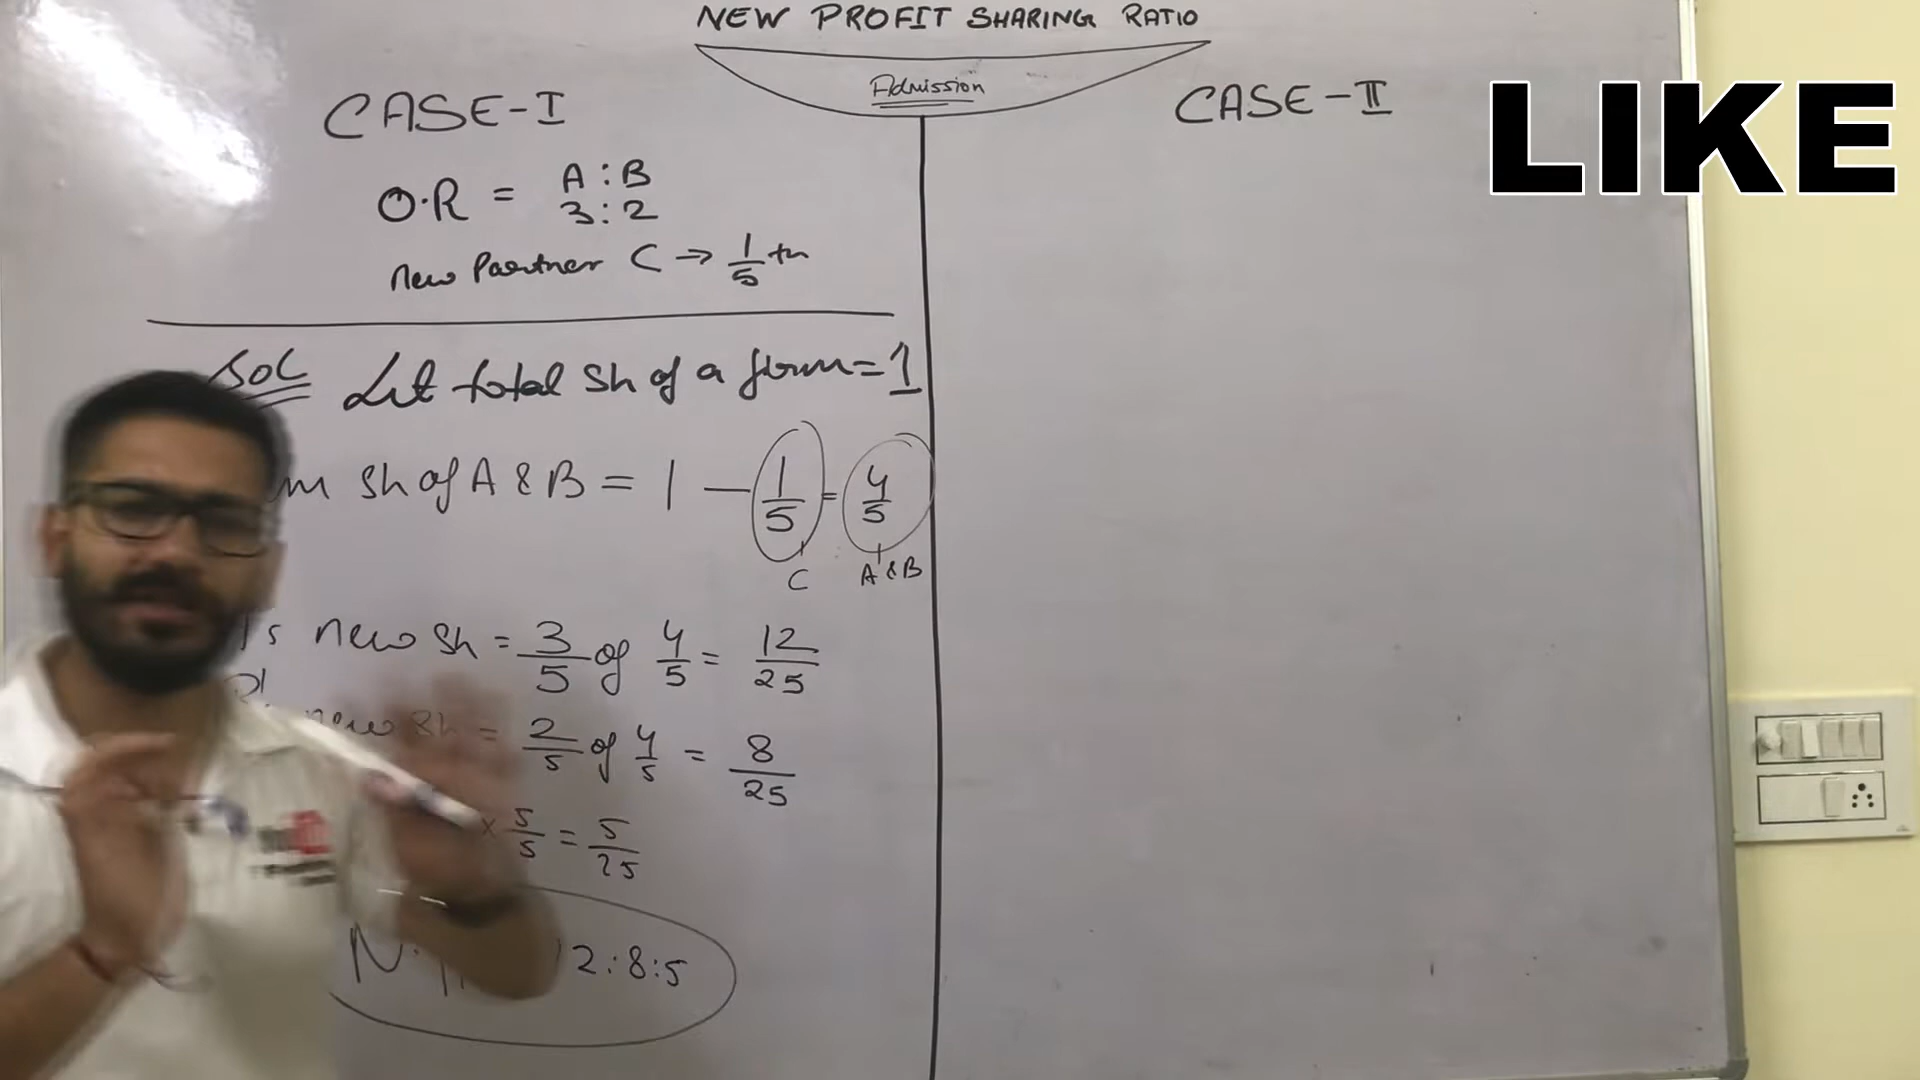 NEW PROFIT SHARING RATIO
Admission
CASE-I
O.R = A : B
3 : 2
New Partner C → 1/5 th
Sol Let total sh of a firm = 1
sh of A & B = 1 — 1/5 = 4/5
C A & B
's new sh = 3/5 of 4/5 = 12/25
new sh = 2/5 of 4/5 = 8/25
× 5/5 = 5/25
2:8:5
CASE-II
LIKE